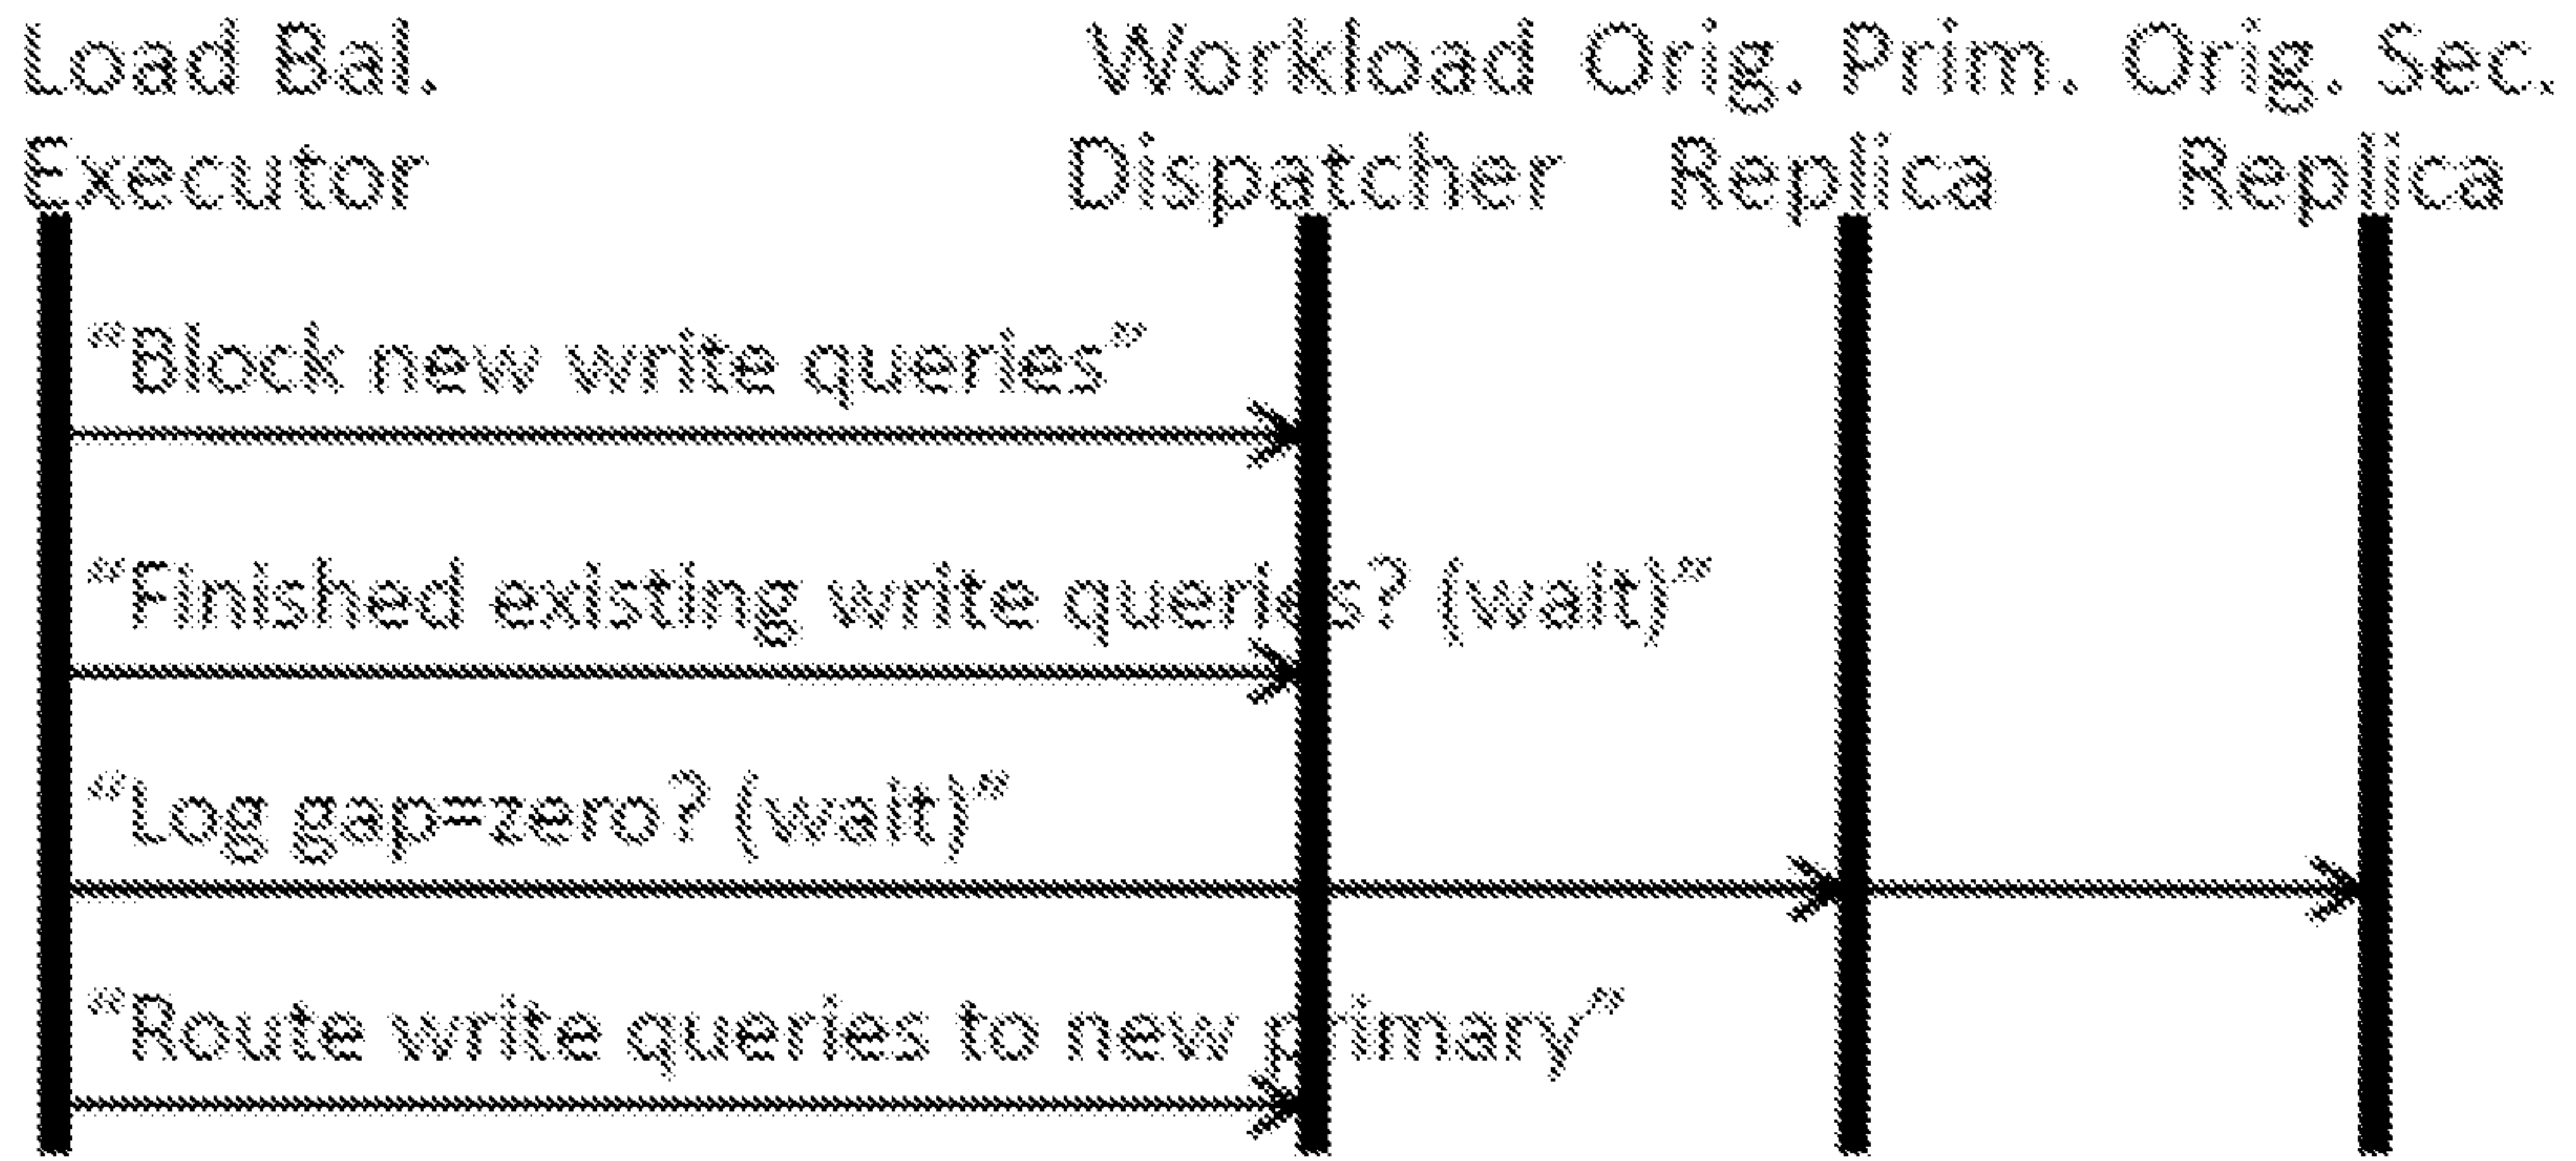 Load Bal.
Executor
Workload
Dispatcher
Orig. Prim.
Replica
Orig. Sec.
Replica
“Block new write queries”
“Finished existing write queries? (wait)”
“Log gap=zero? (wait)”
“Route write queries to new primary”